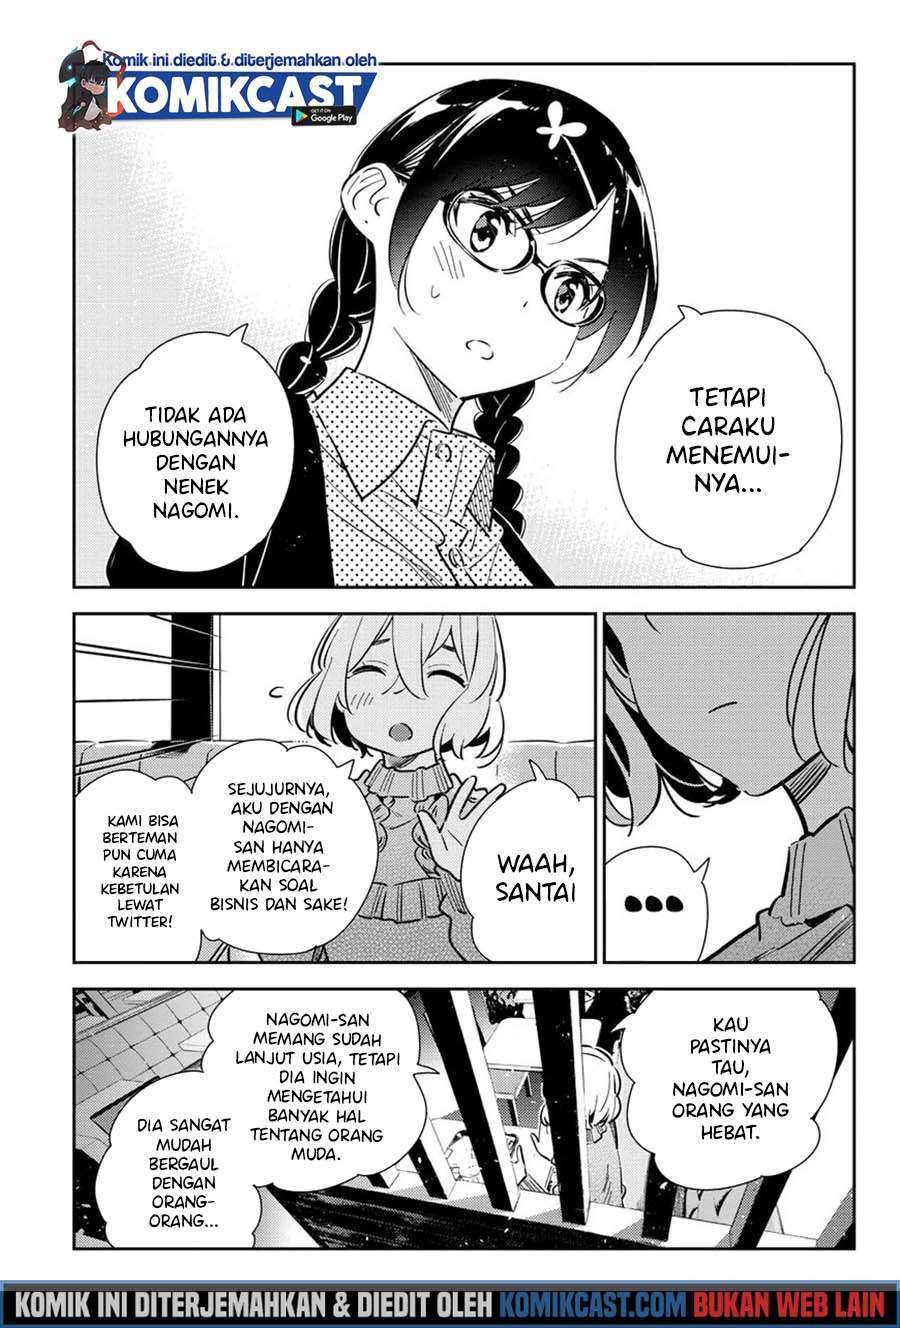 Komik ini diedit & diterjemahkan oleh
KOMIKCAST
GET IT ON
Google Play
TETAPI
CARAKU
MENEMUI-
NYA...
TIDAK ADA
HUBUNGANNYA
DENGAN
NENEK
NAGOMI.
...
WAAH,
SANTAI
SEJUJURNYA,
AKU DENGAN
NAGOMI-
SAN HANYA
MEMBICARA-
KAN SOAL
BISNIS DAN SAKE!
KAMI BISA
BERTEMAN
PUN CUMA
KARENA
KEBETULAN
LEWAT
TWITTER!
KAU
PASTINYA
TAU,
NAGOMI-SAN
ORANG YANG
HEBAT.
NAGOMI-SAN
MEMANG SUDAH
LANJUT USIA, TETAPI
DIA INGIN
MENGETAHUI
BANYAK HAL
TENTANG ORANG
MUDA.
DIA SANGAT
MUDAH
BERGAUL
DENGAN
ORANG-
ORANG...
KOMIK INI DITERJEMAHKAN & DIEDIT OLEH KOMIKCAST.COM BUKAN WEB LAIN